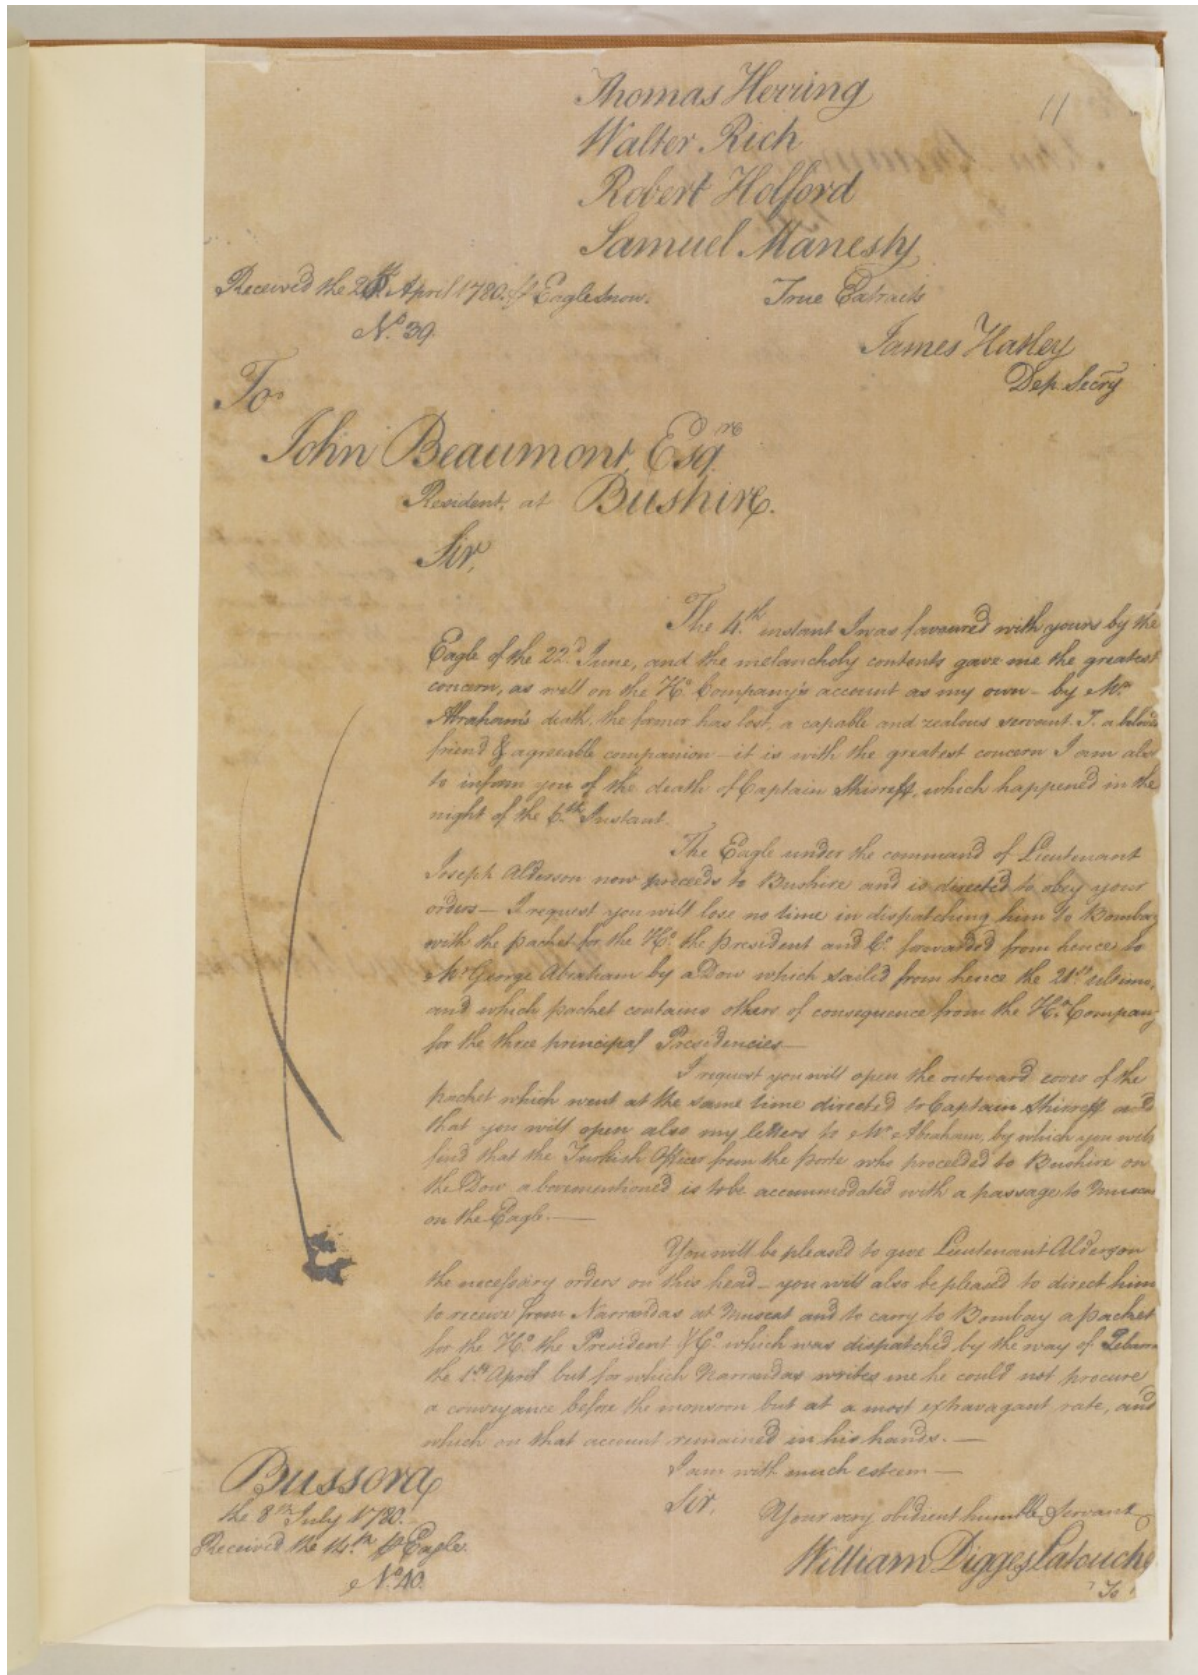 11
Thomas Herring
Walter Rich
Robert Holford
Samuel Manesty
Received the April 1780. ⅌ Eagle Snow.
True Extracts
No. 39.
James Hatley
Dep. Secry
To
John Beaumont, Esqre
Resident, at Bushire.
Sir,
The 4th instant I was favoured with yours by the
Eagle of the 22d June, and the melancholy contents gave me the greatest
concern, as well on the Ho. Company's account as my own - by Mr.
Abraham's death, the former has lost, a capable and zealous servant. I. a
friend & agreeable companion - it is with the greatest concern I am also
to inform you of the death of Captain Shirreff, which happened in the
night of the 6th Instant.
The Eagle under the command of Lieutenant
Joseph Alderson now proceeds to Bushire and is directed to obey your
orders - I request you will lose no time in dispatching him to Bombay
with the packet for the Ho. the president and Co. forwarded from hence to
Mr George Abraham by a Dow which sailed from hence the 21st ultimo,
and which packet contains others of consequence from the Ho. Company
for the three principal Presidencies -
I request you will open the outward cover of the
packet which went at the same time directed to Captain Shirreff and
that you will open also my letters to Mr. Abraham, by which you will
find that the Turkish Officer from the Porte who proceeded to Bushire on
the Dow abovementioned is to be accommodated with a passage to Muscat
on the Eagle. -
You will be pleased to give Lieutenant Alderson
the necessary orders on this head - you will also be pleased to direct him
to receive from Narrandas at Muscat and to carry to Bombay a packet
for the Ho. the President & Co. which was dispatched by the way of
the 1st April but for which Narrandas writes me he could not procure
a conveyance before the monsoon but at a most extravagant rate, and
which on that account remained in his hands. -
I am with much esteem -
Bussora
Sir, Your very obedient humble Servant
the 8th July 1780.
Received the 14th ⅌ Eagle.
William Digges Latouche
No. 40.
To